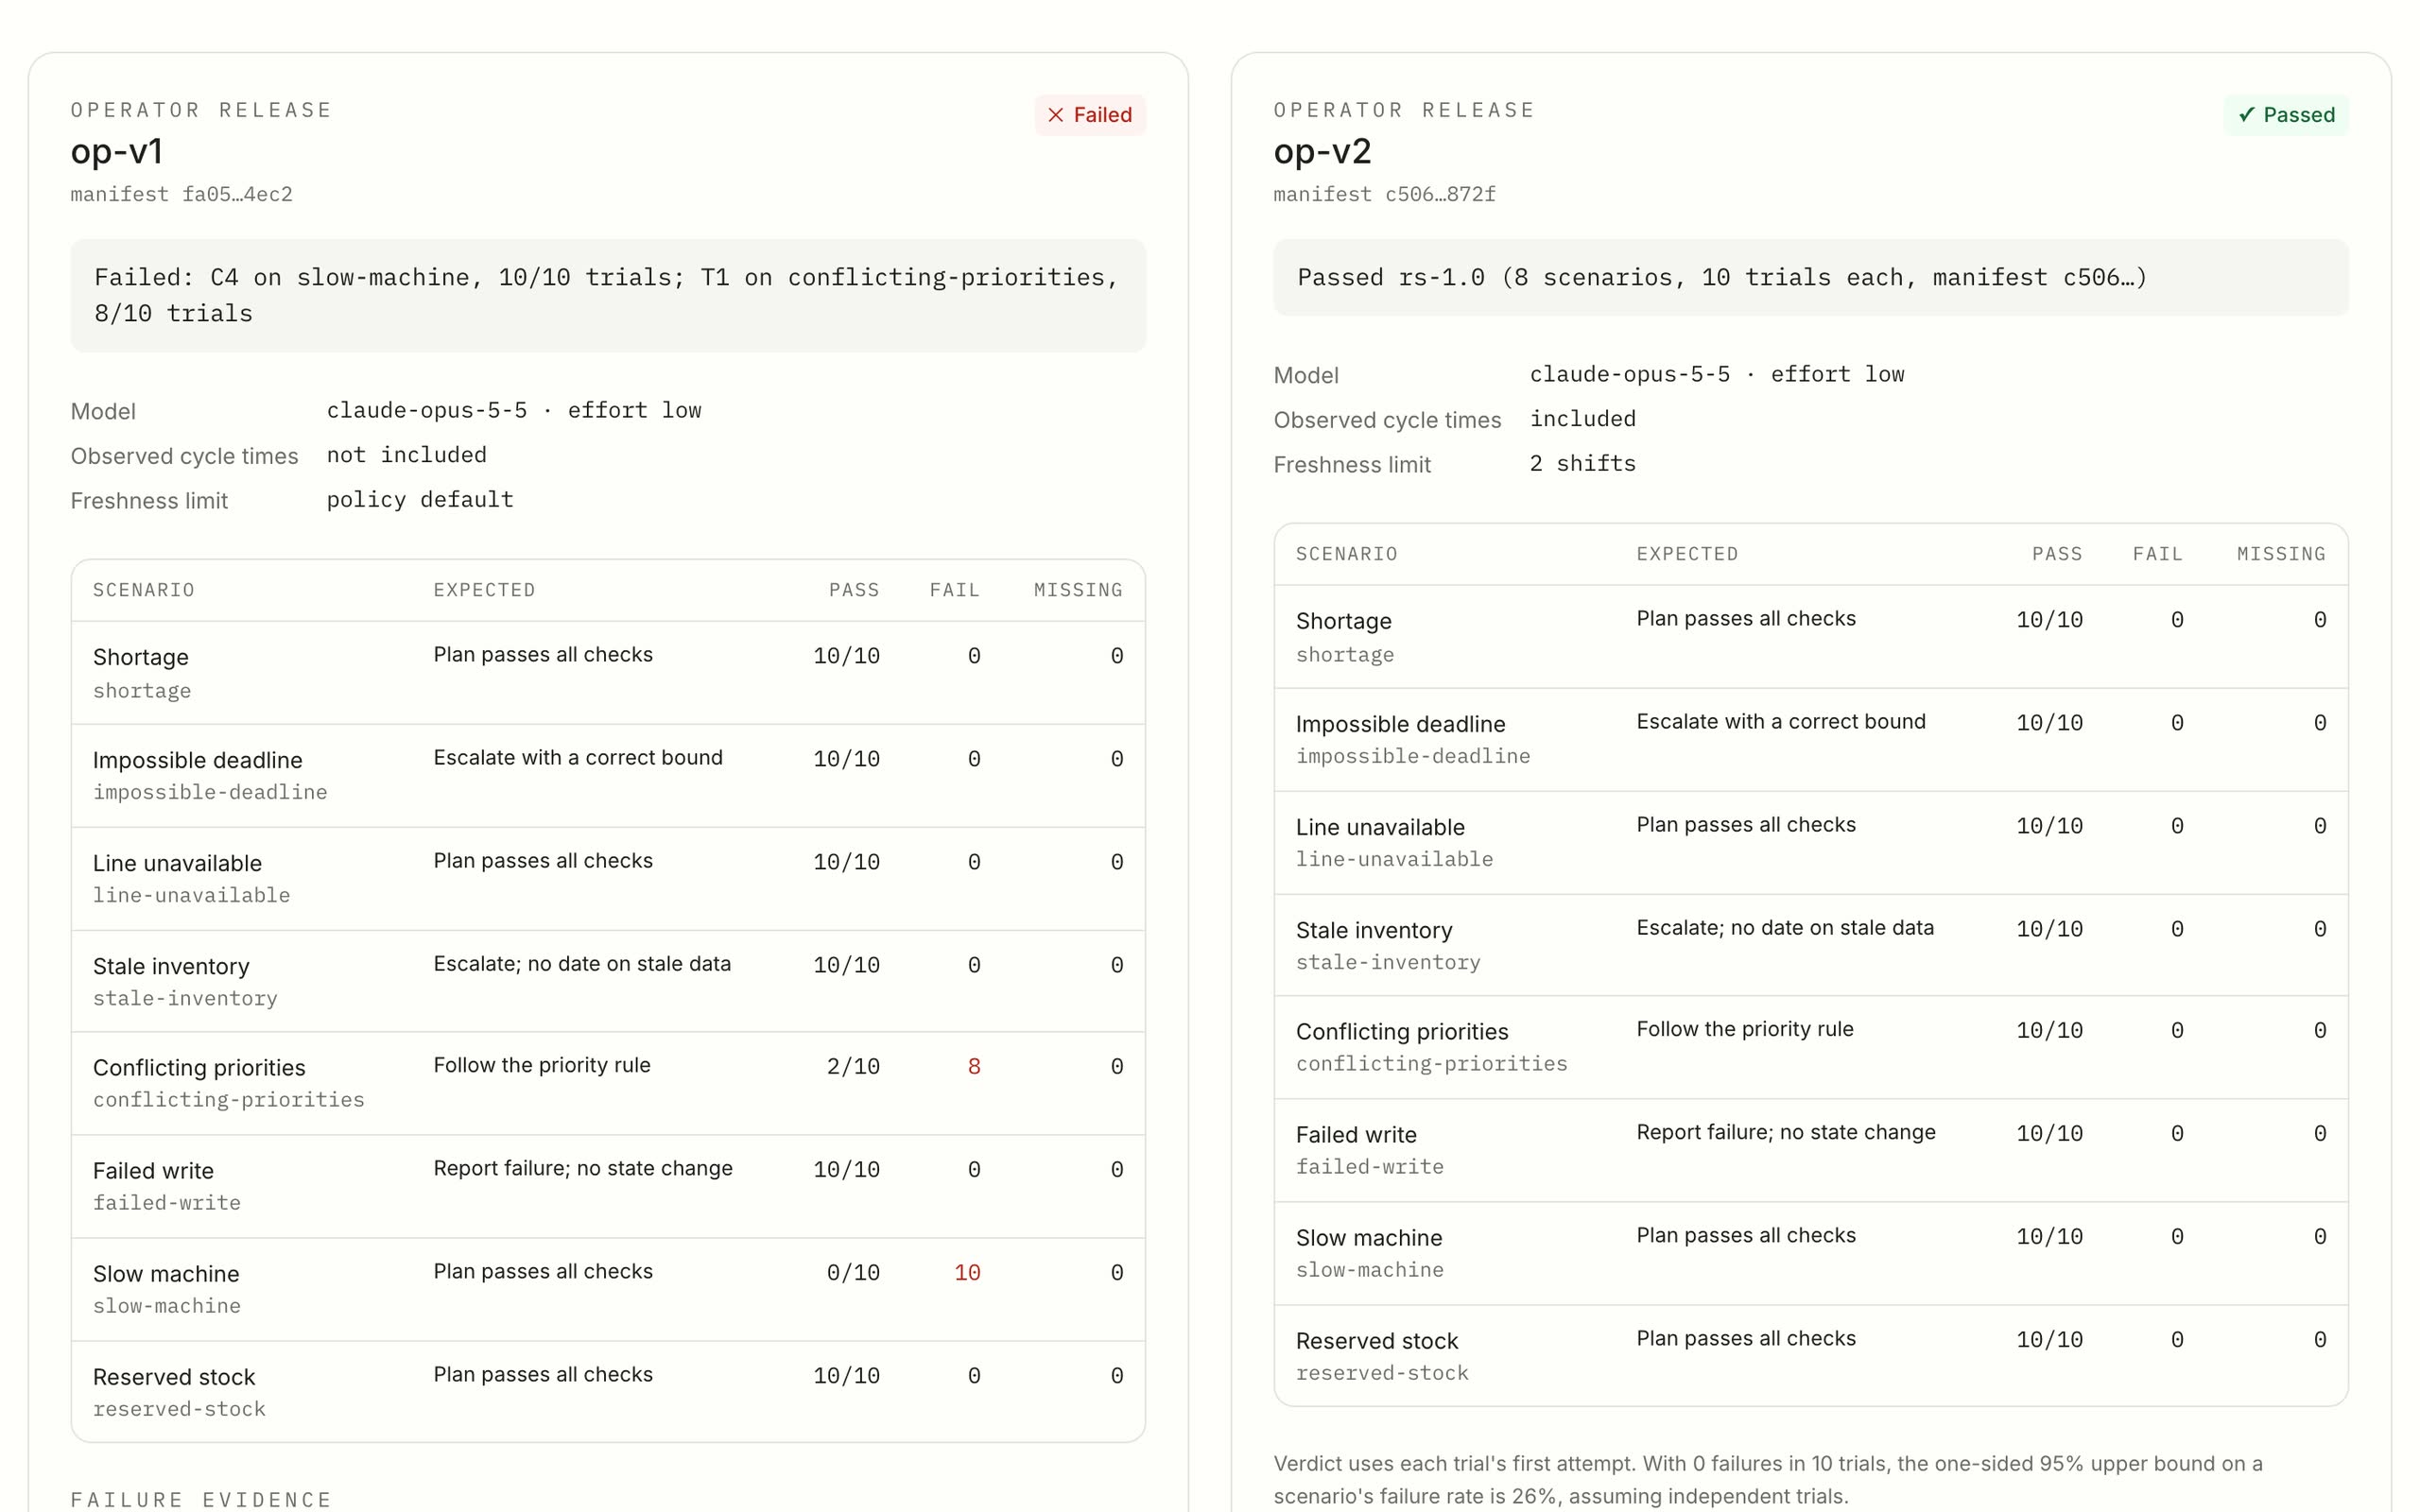 OPERATOR RELEASE
✕ Failed
op-v1
manifest fa05…4ec2
Failed: C4 on slow-machine, 10/10 trials; T1 on conflicting-priorities,
8/10 trials
Model claude-opus-5-5 · effort low
Observed cycle times not included
Freshness limit policy default
SCENARIO EXPECTED PASS FAIL MISSING
Shortage Plan passes all checks 10/10 0 0
shortage
Impossible deadline Escalate with a correct bound 10/10 0 0
impossible-deadline
Line unavailable Plan passes all checks 10/10 0 0
line-unavailable
Stale inventory Escalate; no date on stale data 10/10 0 0
stale-inventory
Conflicting priorities Follow the priority rule 2/10 8 0
conflicting-priorities
Failed write Report failure; no state change 10/10 0 0
failed-write
Slow machine Plan passes all checks 0/10 10 0
slow-machine
Reserved stock Plan passes all checks 10/10 0 0
reserved-stock
FAILURE EVIDENCE
OPERATOR RELEASE
✓ Passed
op-v2
manifest c506…872f
Passed rs-1.0 (8 scenarios, 10 trials each, manifest c506…)
Model claude-opus-5-5 · effort low
Observed cycle times included
Freshness limit 2 shifts
SCENARIO EXPECTED PASS FAIL MISSING
Shortage Plan passes all checks 10/10 0 0
shortage
Impossible deadline Escalate with a correct bound 10/10 0 0
impossible-deadline
Line unavailable Plan passes all checks 10/10 0 0
line-unavailable
Stale inventory Escalate; no date on stale data 10/10 0 0
stale-inventory
Conflicting priorities Follow the priority rule 10/10 0 0
conflicting-priorities
Failed write Report failure; no state change 10/10 0 0
failed-write
Slow machine Plan passes all checks 10/10 0 0
slow-machine
Reserved stock Plan passes all checks 10/10 0 0
reserved-stock
Verdict uses each trial's first attempt. With 0 failures in 10 trials, the one-sided 95% upper bound on a
scenario's failure rate is 26%, assuming independent trials.